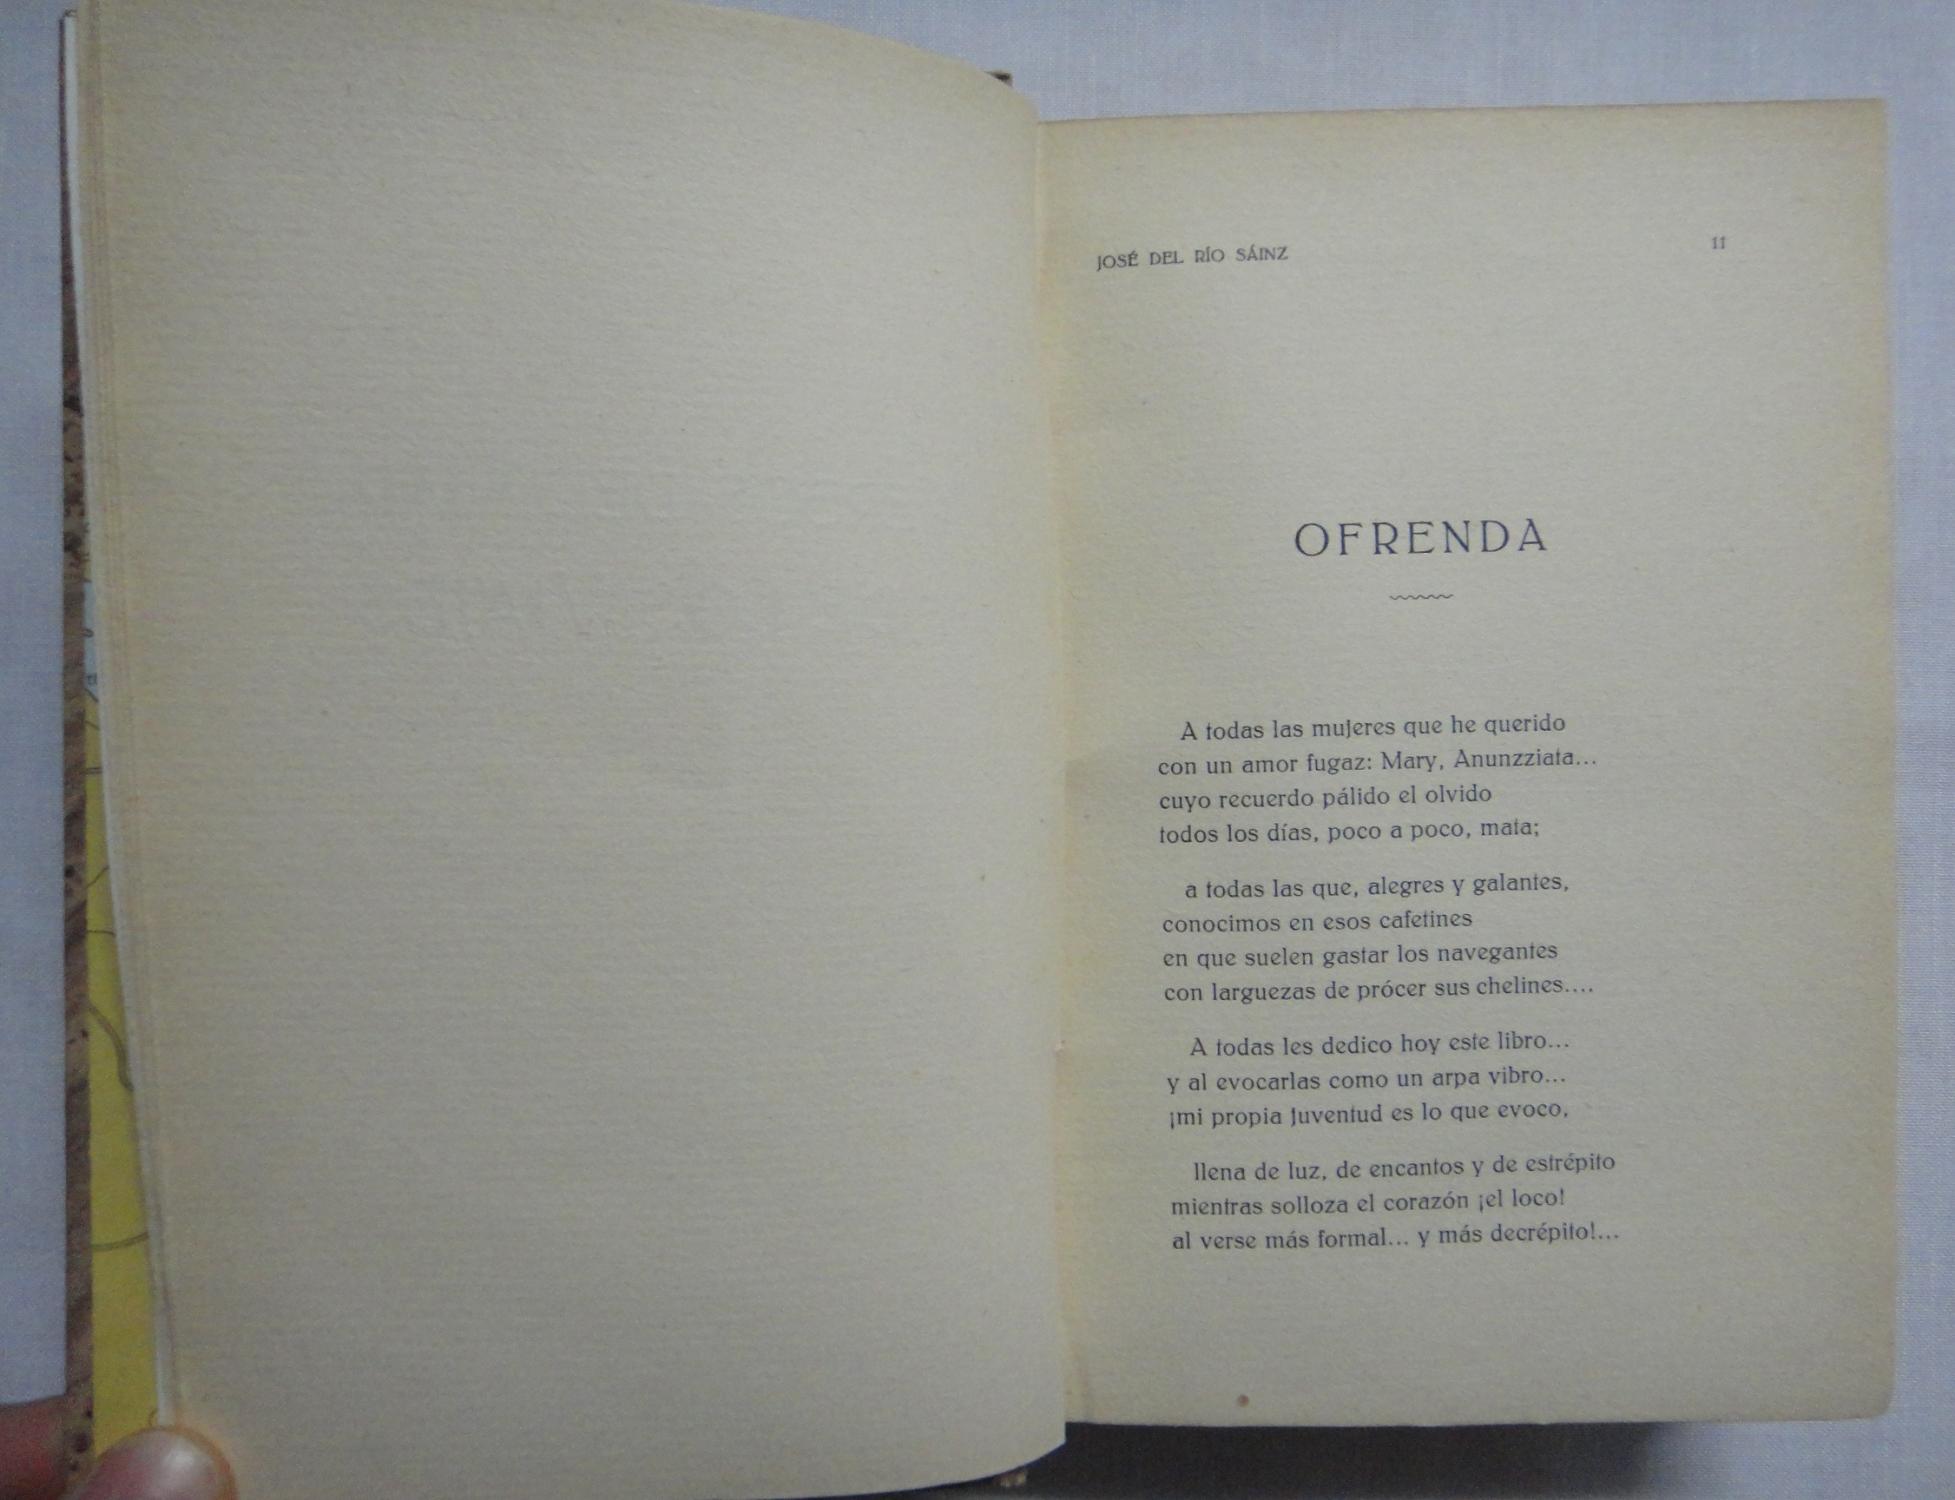 JOSÉ DEL RÍO SÁINZ 11
OFRENDA
A todas las mujeres que he querido
con un amor fugaz: Mary, Anunzziata...
cuyo recuerdo pálido el olvido
todos los días, poco a poco, mata;
a todas las que, alegres y galantes,
conocimos en esos cafetines
en que suelen gastar los navegantes
con larguezas de prócer sus chelines....
A todas les dedico hoy este libro...
y al evocarlas como un arpa vibro...
¡mi propia juventud es lo que evoco,
llena de luz, de encantos y de estrépito
mientras solloza el corazón ¡el loco!
al verse más formal... y más decrépito!...